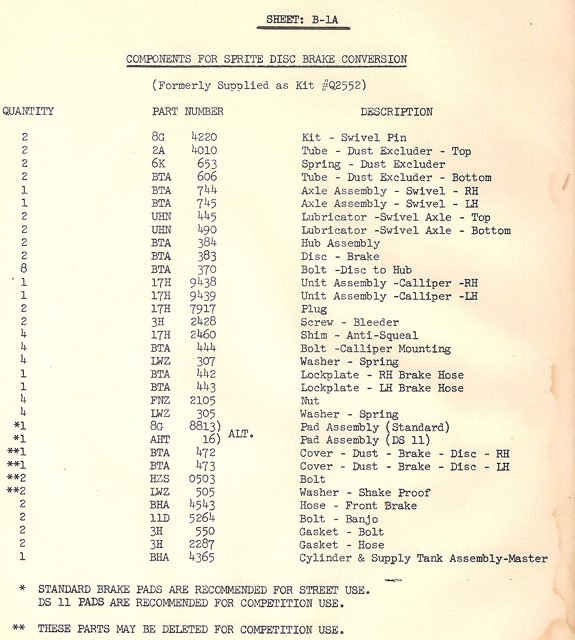 SHEET: B-1A
COMPONENTS FOR SPRITE DISC BRAKE CONVERSION
(Formerly Supplied as Kit #Q2552)
QUANTITY PART NUMBER DESCRIPTION
2 8G 4220 Kit - Swivel Pin
2 2A 4010 Tube - Dust Excluder - Top
2 6K 653 Spring - Dust Excluder
2 BTA 606 Tube - Dust Excluder - Bottom
1 BTA 744 Axle Assembly - Swivel - RH
1 BTA 745 Axle Assembly - Swivel - LH
2 UHN 445 Lubricator -Swivel Axle - Top
2 UHN 490 Lubricator -Swivel Axle - Bottom
2 BTA 384 Hub Assembly
2 BTA 383 Disc - Brake
8 BTA 370 Bolt -Disc to Hub
1 17H 9438 Unit Assembly -Calliper -RH
1 17H 9439 Unit Assembly -Calliper -LH
2 17H 7917 Plug
2 3H 2428 Screw - Bleeder
4 17H 2460 Shim - Anti-Squeal
4 BTA 444 Bolt -Calliper Mounting
4 LWZ 307 Washer - Spring
1 BTA 442 Lockplate - RH Brake Hose
1 BTA 443 Lockplate - LH Brake Hose
4 FNZ 2105 Nut
4 LWZ 305 Washer - Spring
*1 8G 8813) Pad Assembly (Standard)
ALT.
*1 AHT 16) Pad Assembly (DS 11)
**1 BTA 472 Cover - Dust - Brake - Disc - RH
**1 BTA 473 Cover - Dust - Brake - Disc - LH
**2 HZS 0503 Bolt
**2 LWZ 505 Washer - Shake Proof
2 BHA 4543 Hose - Front Brake
2 11D 5264 Bolt - Banjo
2 3H 550 Gasket - Bolt
2 3H 2287 Gasket - Hose
1 BHA 4365 Cylinder & Supply Tank Assembly-Master
* STANDARD BRAKE PADS ARE RECOMMENDED FOR STREET USE.
DS 11 PADS ARE RECOMMENDED FOR COMPETITION USE.
** THESE PARTS MAY BE DELETED FOR COMPETITION USE.